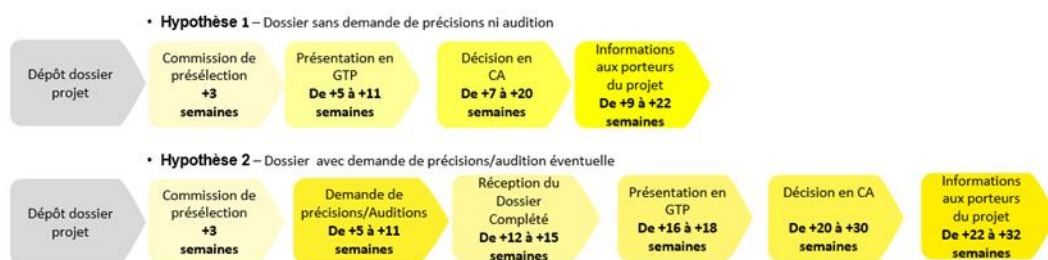 • Hypothèse 1 – Dossier sans demande de précisions ni audition
Dépôt dossier
projet
Commission de
présélection
+3
semaines
Présentation en
GTP
De +5 à +11
semaines
Décision en
CA
De +7 à +20
semaines
Informations
aux porteurs
du projet
De +9 à +22
semaines
• Hypothèse 2 – Dossier avec demande de précisions/audition éventuelle
Dépôt dossier
projet
Commission de
présélection
+3
semaines
Demande de
précisions/Auditions
De +5 à +11
semaines
Réception du
Dossier
Complété
De +12 à +15
semaines
Présentation en
GTP
De +16 à +18
semaines
Décision en CA
De +20 à +30
semaines
Informations
aux porteurs
du projet
De +22 à +32
semaines